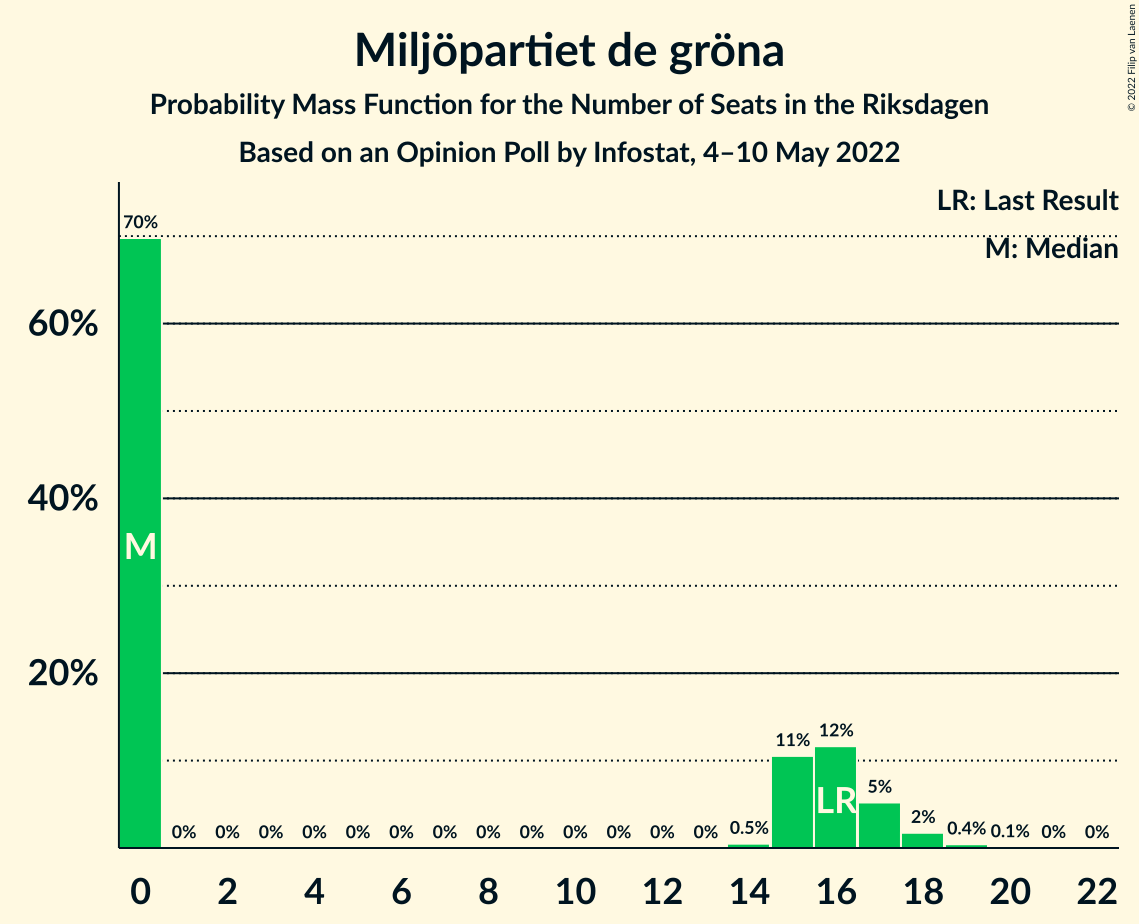 Miljöpartiet de gröna
Probability Mass Function for the Number of Seats in the Riksdagen
Based on an Opinion Poll by Infostat, 4–10 May 2022
© 2022 Filip van Laenen
LR: Last Result
M: Median
70%
60%
40%
20%
M
0% 0% 0% 0% 0% 0% 0% 0% 0% 0% 0% 0% 0% 0.5% 11% 12% 5% 2% 0.4% 0.1% 0% 0%
LR
0 2 4 6 8 10 12 14 16 18 20 22